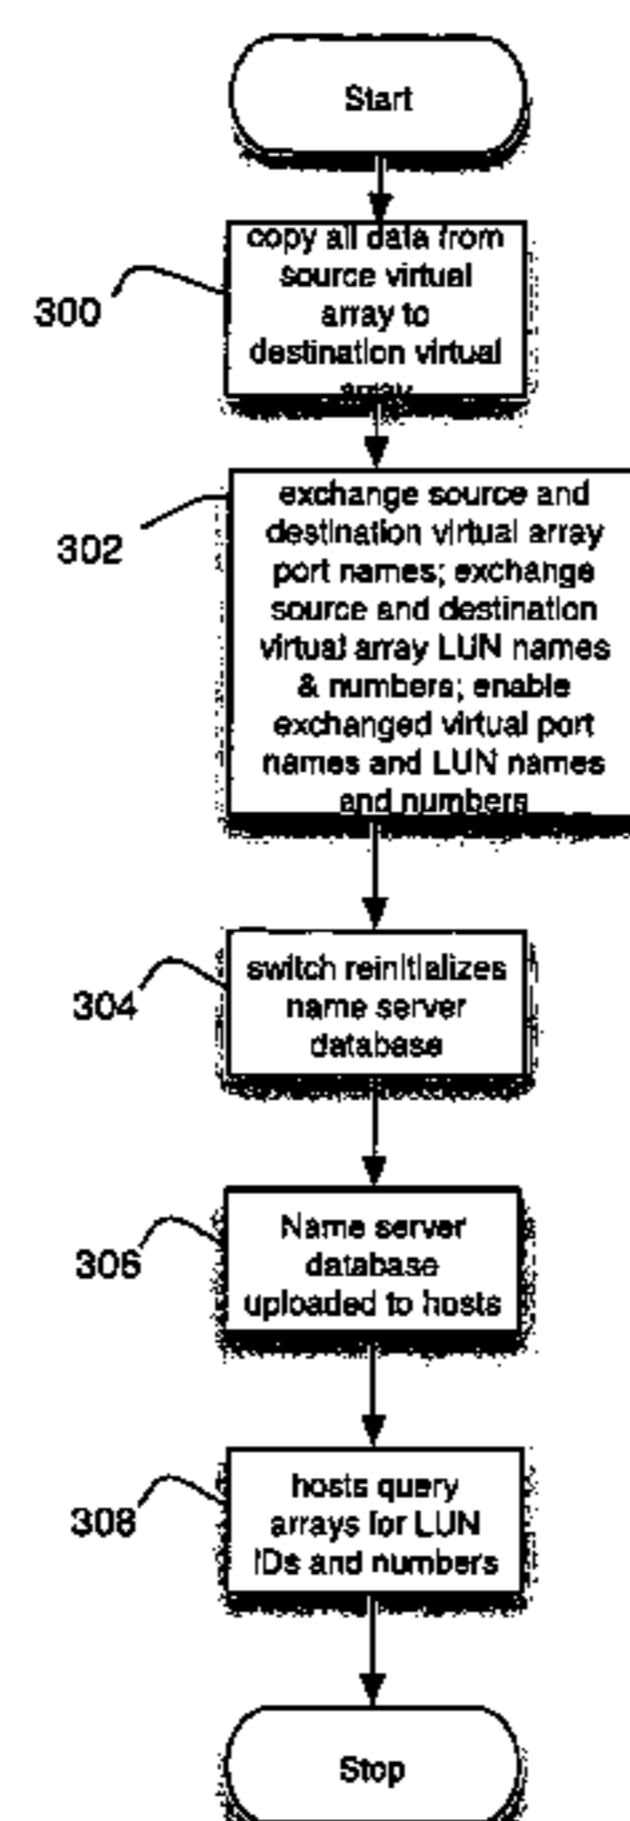 Start
300
copy all data from
source virtual
array to
destination virtual
array
302
exchange source and
destination virtual array
port names; exchange
source and destination
virtual array LUN names
& numbers; enable
exchanged virtual port
names and LUN names
and numbers
304
switch reinitializes
name server
database
306
Name server
database
uploaded to hosts
308
hosts query
arrays for LUN
IDs and numbers
Stop